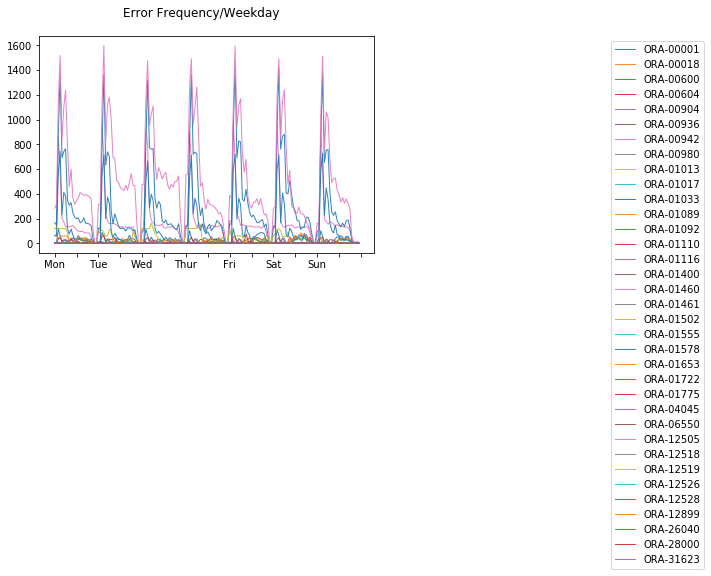 Error Frequency/Weekday
1600
1400
1200
1000
800
600
400
200
0
Mon Tue Wed Thur Fri Sat Sun
ORA-00001
ORA-00018
ORA-00600
ORA-00604
ORA-00904
ORA-00936
ORA-00942
ORA-00980
ORA-01013
ORA-01017
ORA-01033
ORA-01089
ORA-01092
ORA-01110
ORA-01116
ORA-01400
ORA-01460
ORA-01461
ORA-01502
ORA-01555
ORA-01578
ORA-01653
ORA-01722
ORA-01775
ORA-04045
ORA-06550
ORA-12505
ORA-12518
ORA-12519
ORA-12526
ORA-12528
ORA-12899
ORA-26040
ORA-28000
ORA-31623